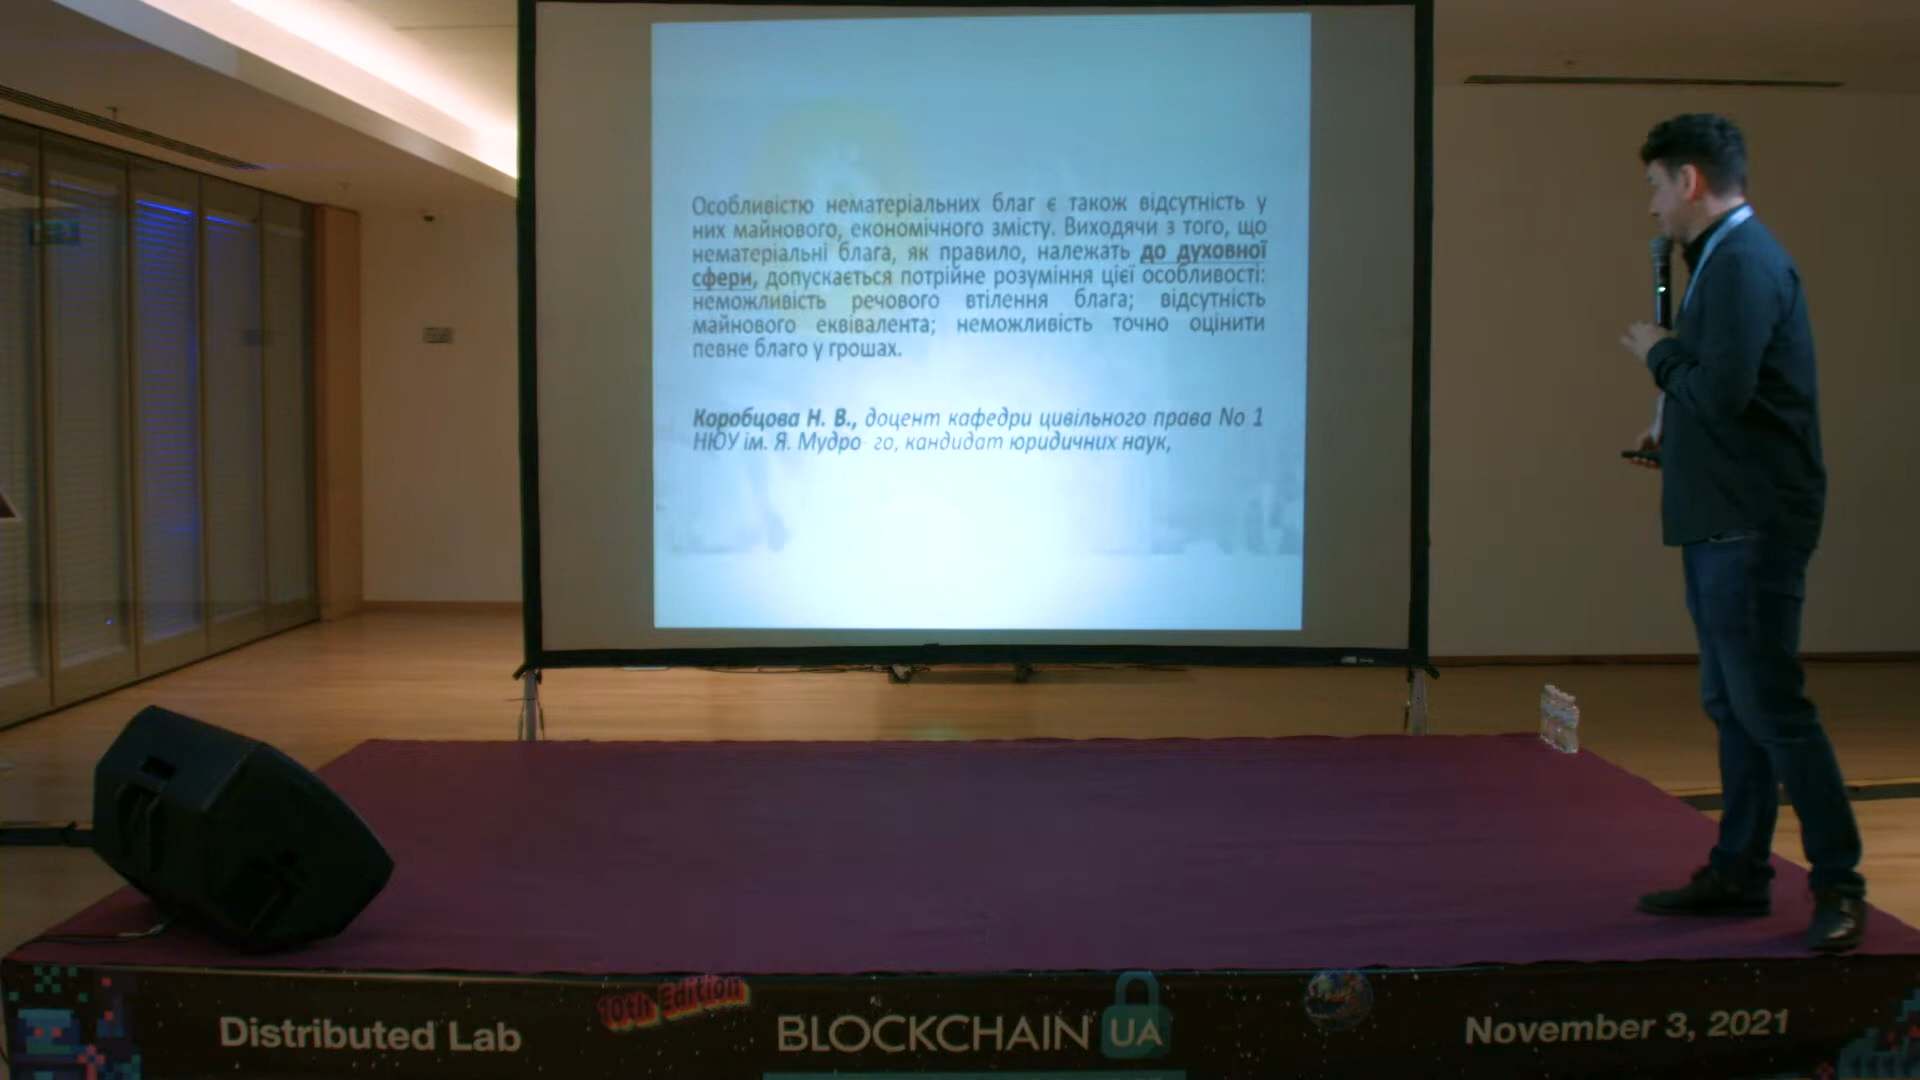 Особливістю нематеріальних благ є також відсутність у
них майнового, економічного змісту. Виходячи з того, що
нематеріальні блага, як правило, належать до духовної
сфери, допускається потрійне розуміння цієї особливості:
неможливість речового втілення блага; відсутність
майнового еквівалента; неможливість точно оцінити
певне благо у грошах.
Коробцова Н. В., доцент кафедри цивільного права No 1
НЮУ ім. Я. Мудро- го, кандидат юридичних наук,
Distributed Lab
10th Edition
BLOCKCHAIN UA
November 3, 2021